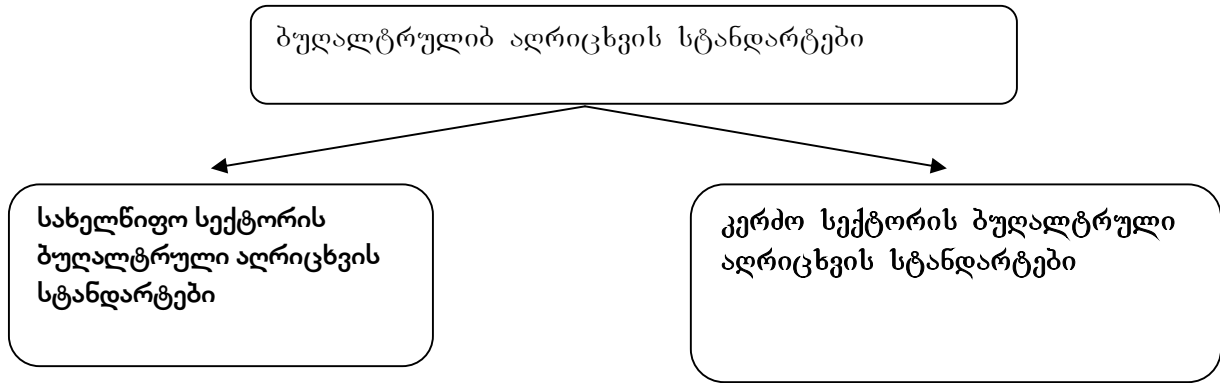 ბუღალტრულიბ აღრიცხვის სტანდარტები
სახელწიფო სექტორის
ბუღალტრული აღრიცხვის
სტანდარტები
კერძო სექტორის ბუღალტრული
აღრიცხვის სტანდარტები